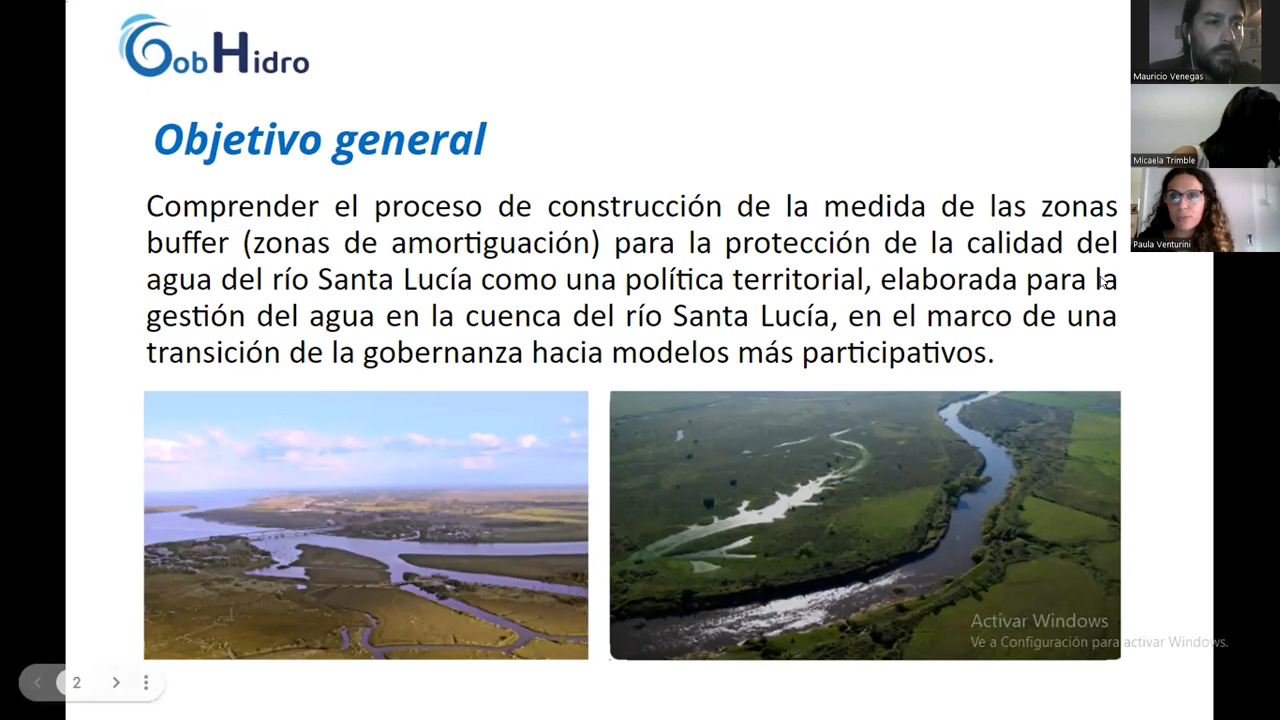 GobHidro
Objetivo general
Comprender el proceso de construcción de la medida de las zonas
buffer (zonas de amortiguación) para la protección de la calidad del
agua del río Santa Lucía como una política territorial, elaborada para la
gestión del agua en la cuenca del río Santa Lucía, en el marco de una
transición de la gobernanza hacia modelos más participativos.
Mauricio Venegas
Micaela Trimble
Paula Venturini
Activar Windows
Ve a Configuración para activar Windows.
2